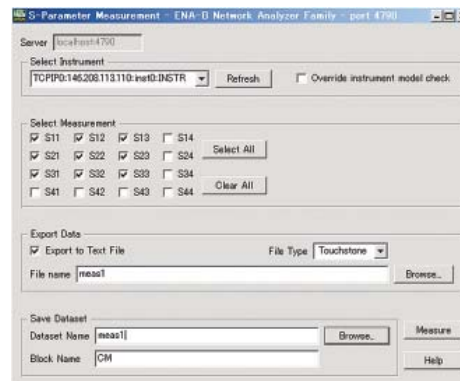 S-Parameter Measurement - ENA-B Network Analyzer Family - port 4790
Server localhost:4790
Select Instrument
TCPIP0:146.208.113.110::inst0::INSTR Refresh Override instrument model check
Select Measurement
S11 S12 S13 S14
S21 S22 S23 S24 Select All
S31 S32 S33 S34
S41 S42 S43 S44 Clear All
Export Data
Export to Text File File Type Touchstone
File name meas1 Browse...
Save Dataset
Dataset Name meas1 Browse... Measure
Block Name CM Help